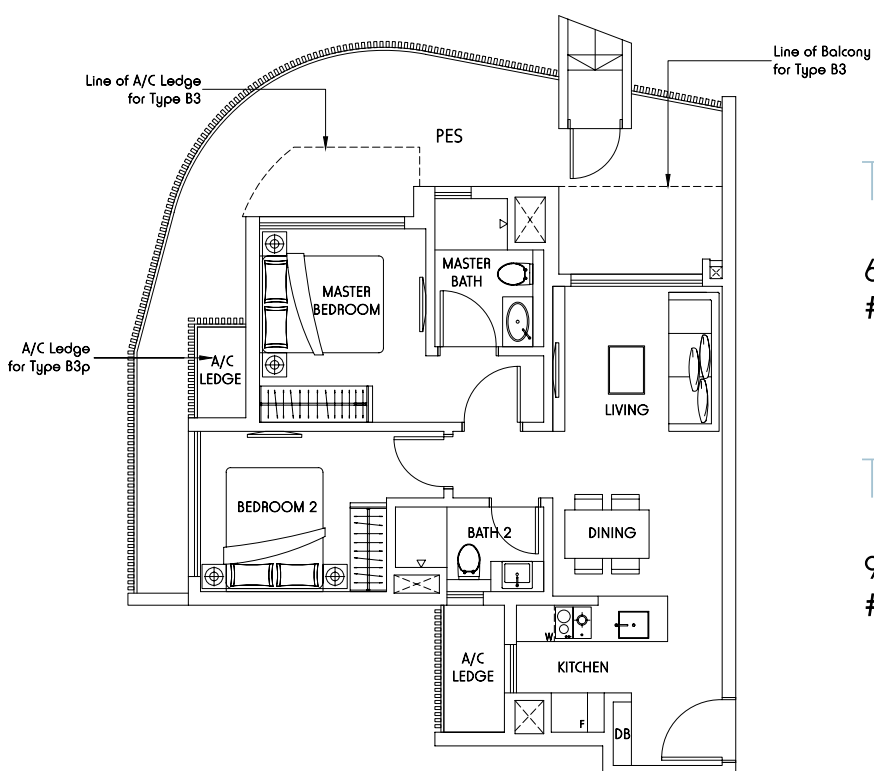 Line of A/C Ledge
for Type B3
Line of Balcony
for Type B3
PES
MASTER
BATH
MASTER
BEDROOM
A/C Ledge
for Type B3p
A/C
LEDGE
LIVING
BEDROOM 2
BATH 2
DINING
W
KITCHEN
A/C
LEDGE
F
DB
#
#